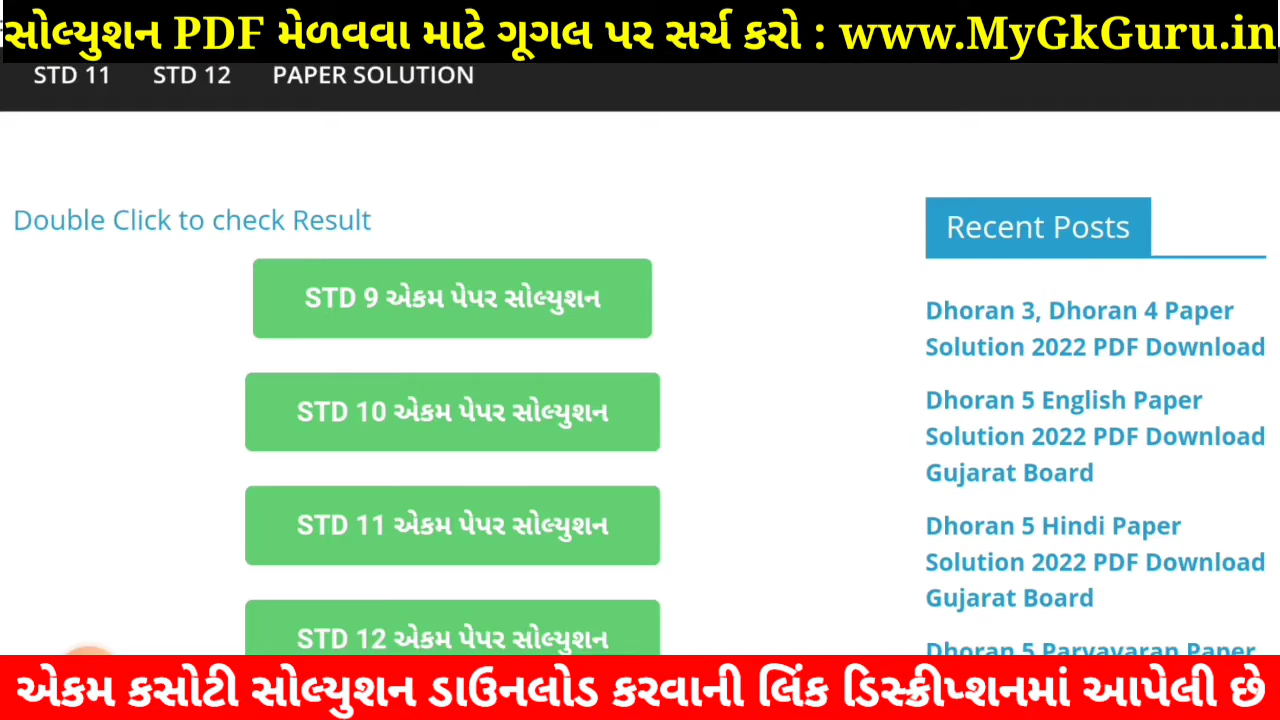 સોલ્યુશન PDF મેળવવા માટે ગૂગલ પર સર્ચ કરો : www.MyGkGuru.in
STD 11 STD 12 PAPER SOLUTION
Double Click to check Result
STD 9 એકમ પેપર સોલ્યુશન
STD 10 એકમ પેપર સોલ્યુશન
STD 11 એકમ પેપર સોલ્યુશન
STD 12 એકમ પેપર સોલ્યુશન
Recent Posts
Dhoran 3, Dhoran 4 Paper
Solution 2022 PDF Download
Dhoran 5 English Paper
Solution 2022 PDF Download
Gujarat Board
Dhoran 5 Hindi Paper
Solution 2022 PDF Download
Gujarat Board
Dhoran 5 Paryavaran Paper
એકમ કસોટી સોલ્યુશન ડાઉનલોડ કરવાની લિંક ડિસ્ક્રીપ્શનમાં આપેલી છે